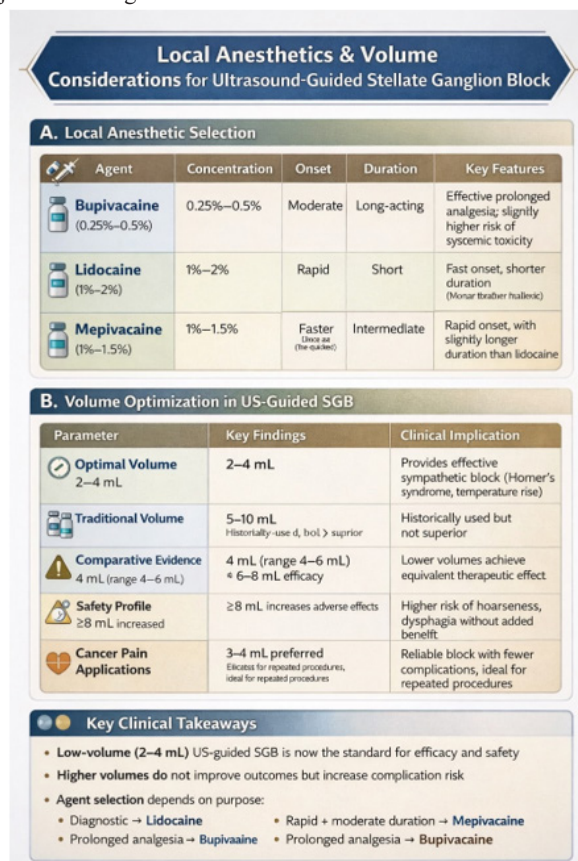 Local Anesthetics & Volume
Considerations for Ultrasound-Guided Stellate Ganglion Block
A. Local Anesthetic Selection
Agent Concentration Onset Duration Key Features
Bupivacaine 0.25%–0.5% Moderate Long-acting Effective prolonged
(0.25%–0.5%) analgesia; slightly
higher risk of
syscemic toxicity
Lidocaine 1%–2% Rapid Short Fast onset, shorter
(1%–2%) duration
Mepivacaine 1%–1.5% Faster Intermediate Rapid onset, with
(1%–1.5%) slightly longer
duration than lidocaine
B. Volume Optimization in US-Guided SGB
Parameter Key Findings Clinical Implication
Optimal Volume 2–4 mL Provides effective
2–4 mL sympathetic block (Homer's
syndrome, temperature rise)
Traditional Volume 5–10 mL Historically used but
not superior
Comparative Evidence 4 mL (range 4–6 mL) Lower volumes achieve
4 mL (range 4–6 mL) 6–8 mL efficacy equivalent therapeutic effect
Safety Profile ≥8 mL increases adverse effects Higher risk of hoarseness,
≥8 mL increased dysphagia without added
benefit
Cancer Pain 3–4 mL preferred Reliable block with fewer
Applications for repeated procedures, complications, ideal for
ideal for repeated procedures repeated procedures
Key Clinical Takeaways
• Low-volume (2–4 mL) US-guided SGB is now the standard for efficacy and safety
• Higher volumes do not improve outcomes but increase complication risk
• Agent selection depends on purpose:
• Diagnostic → Lidocaine • Rapid + moderate duration → Mepivacaine
• Prolonged analgesia → Bupivaaine • Prolonged analgesia → Bupivacaine